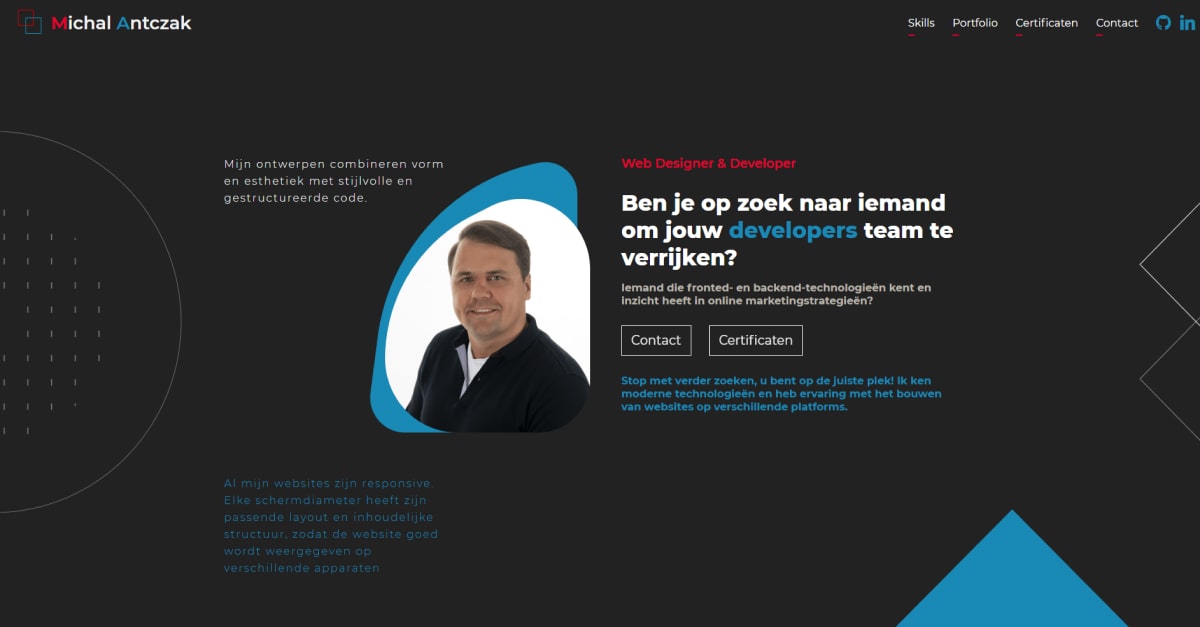 Michal Antczak
Skills
Portfolio
Certificaten
Contact
Mijn ontwerpen combineren vorm
en esthetiek met stijlvolle en
gestructureerde code.
Web Designer & Developer
Ben je op zoek naar iemand
om jouw developers team te
verrijken?
Iemand die fronted- en backend-technologieën kent en
inzicht heeft in online marketingstrategieën?
Contact
Certificaten
Stop met verder zoeken, u bent op de juiste plek! Ik ken
moderne technologieën en heb ervaring met het bouwen
van websites op verschillende platforms.
Al mijn websites zijn responsive.
Elke schermdiameter heeft zijn
passende layout en inhoudelijke
structuur, zodat de website goed
wordt weergegeven op
verschillende apparaten